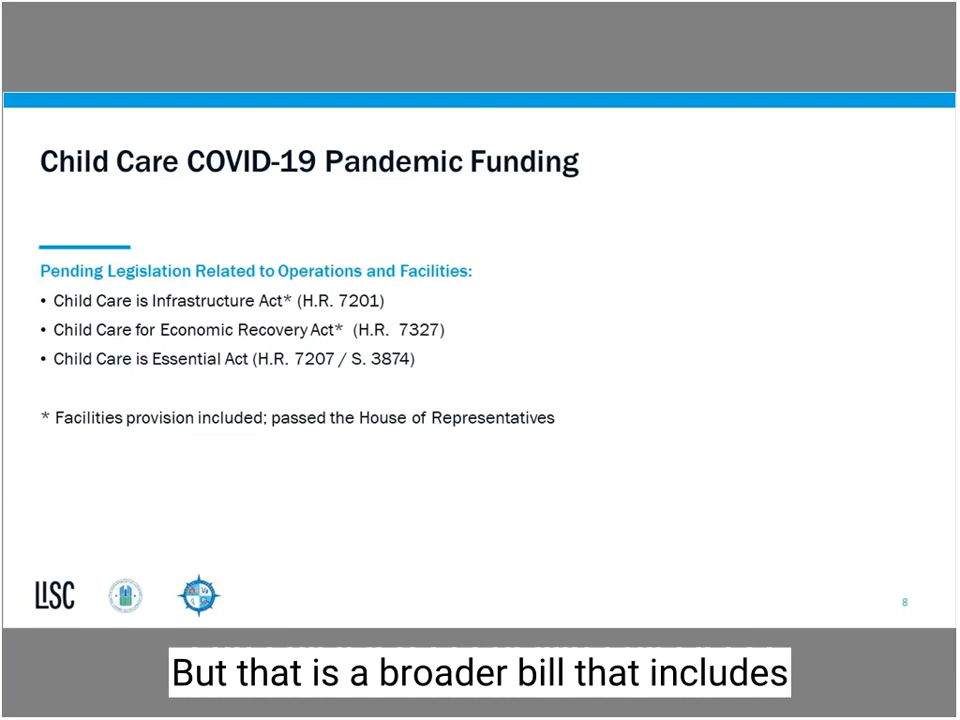 Child Care COVID-19 Pandemic Funding
Pending Legislation Related to Operations and Facilities:
• Child Care is Infrastructure Act* (H.R. 7201)
• Child Care for Economic Recovery Act* (H.R. 7327)
• Child Care is Essential Act (H.R. 7207 / S. 3874)
* Facilities provision included; passed the House of Representatives
LISC
8
But that is a broader bill that includes